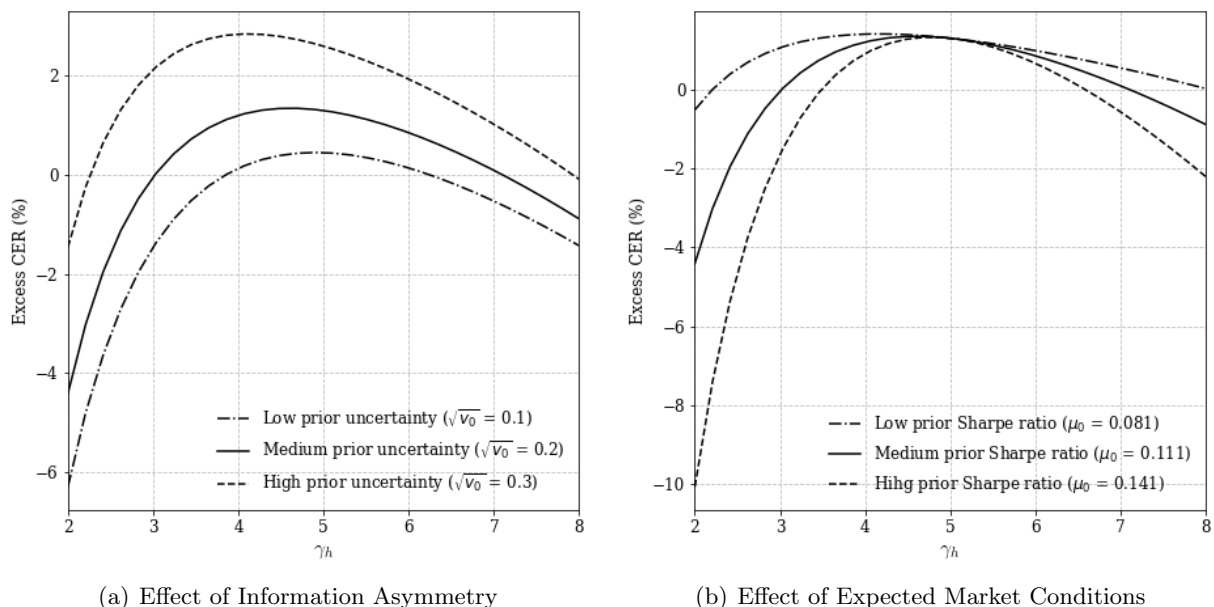 Excess CER (%)
2
0
−2
−4
−6
Low prior uncertainty (√v₀ = 0.1)
Medium prior uncertainty (√v₀ = 0.2)
High prior uncertainty (√v₀ = 0.3)
2 3 4 5 6 7 8
γₕ
(a) Effect of Information Asymmetry
Excess CER (%)
0
−2
−4
−6
−8
−10
Low prior Sharpe ratio (μ₀ = 0.081)
Medium prior Sharpe ratio (μ₀ = 0.111)
Hihg prior Sharpe ratio (μ₀ = 0.141)
2 3 4 5 6 7 8
γₕ
(b) Effect of Expected Market Conditions